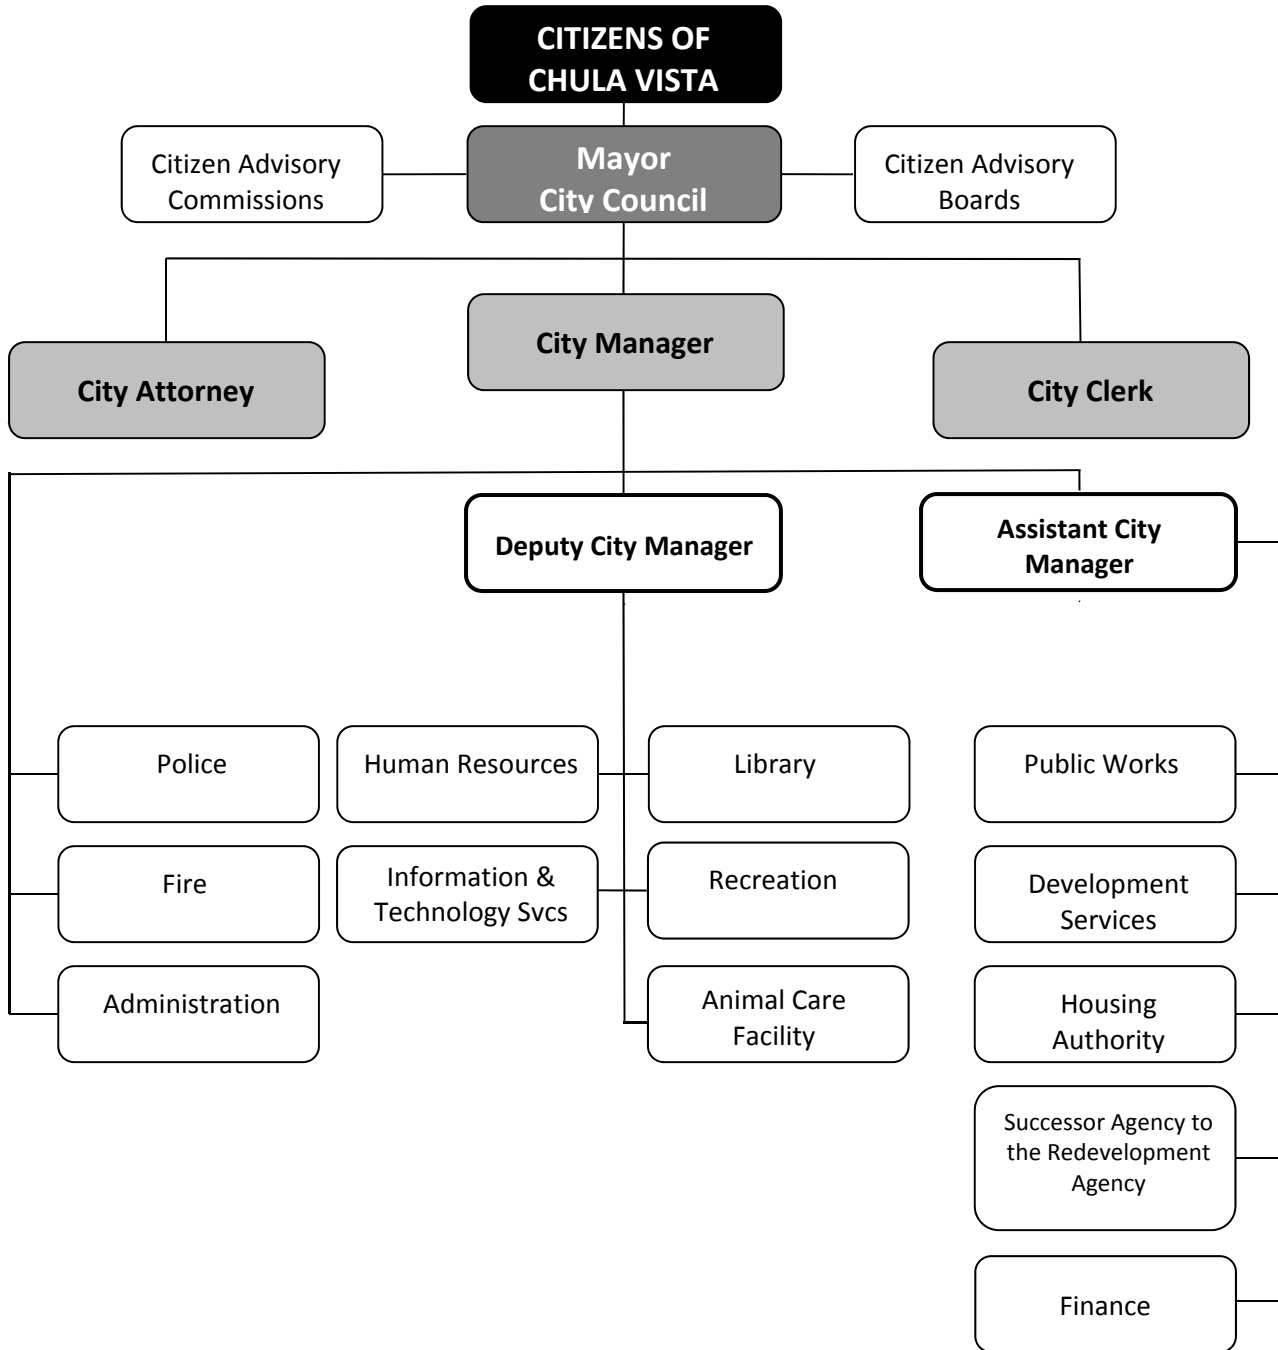 CITIZENS OF
CHULA VISTA
Citizen Advisory
Commissions
Mayor
City Council
Citizen Advisory
Boards
City Attorney
City Manager
City Clerk
Deputy City Manager
Assistant City
Manager
Police
Human Resources
Library
Public Works
Fire
Information &
Technology Svcs
Recreation
Development
Services
Administration
Animal Care
Facility
Housing
Authority
Successor Agency to
the Redevelopment
Agency
Finance